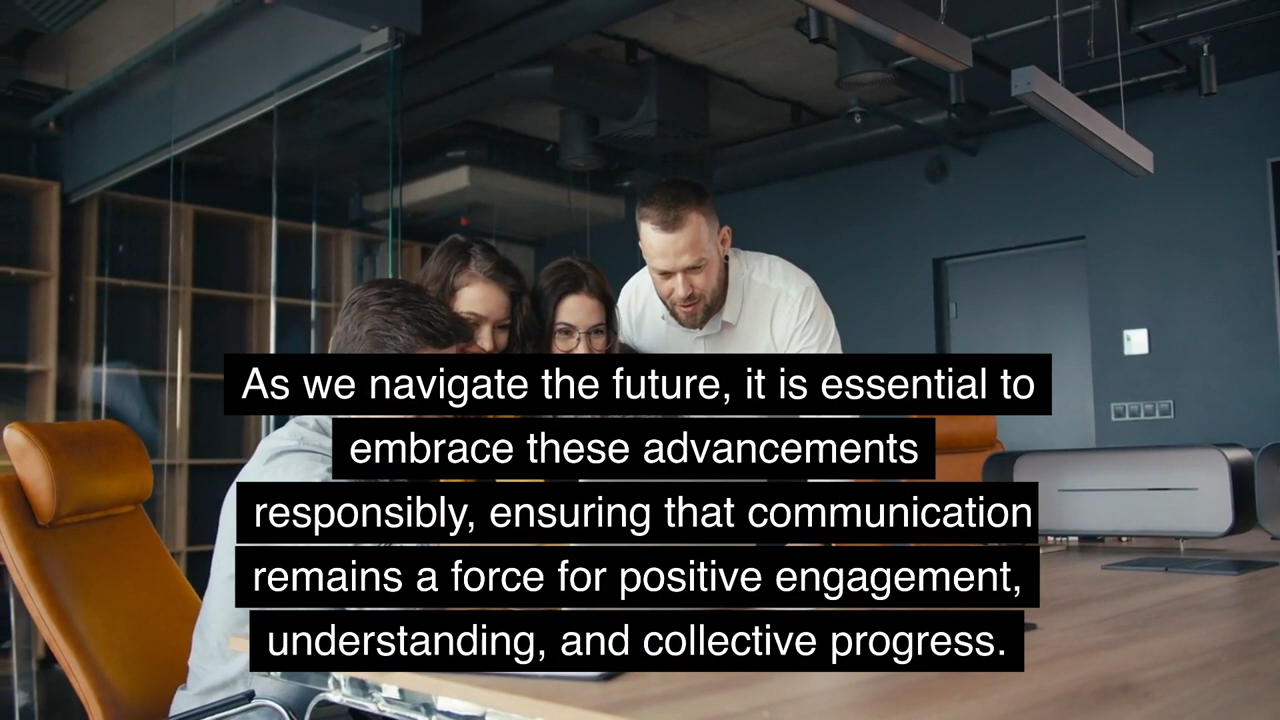 As we navigate the future, it is essential to
embrace these advancements
responsibly, ensuring that communication
remains a force for positive engagement,
understanding, and collective progress.